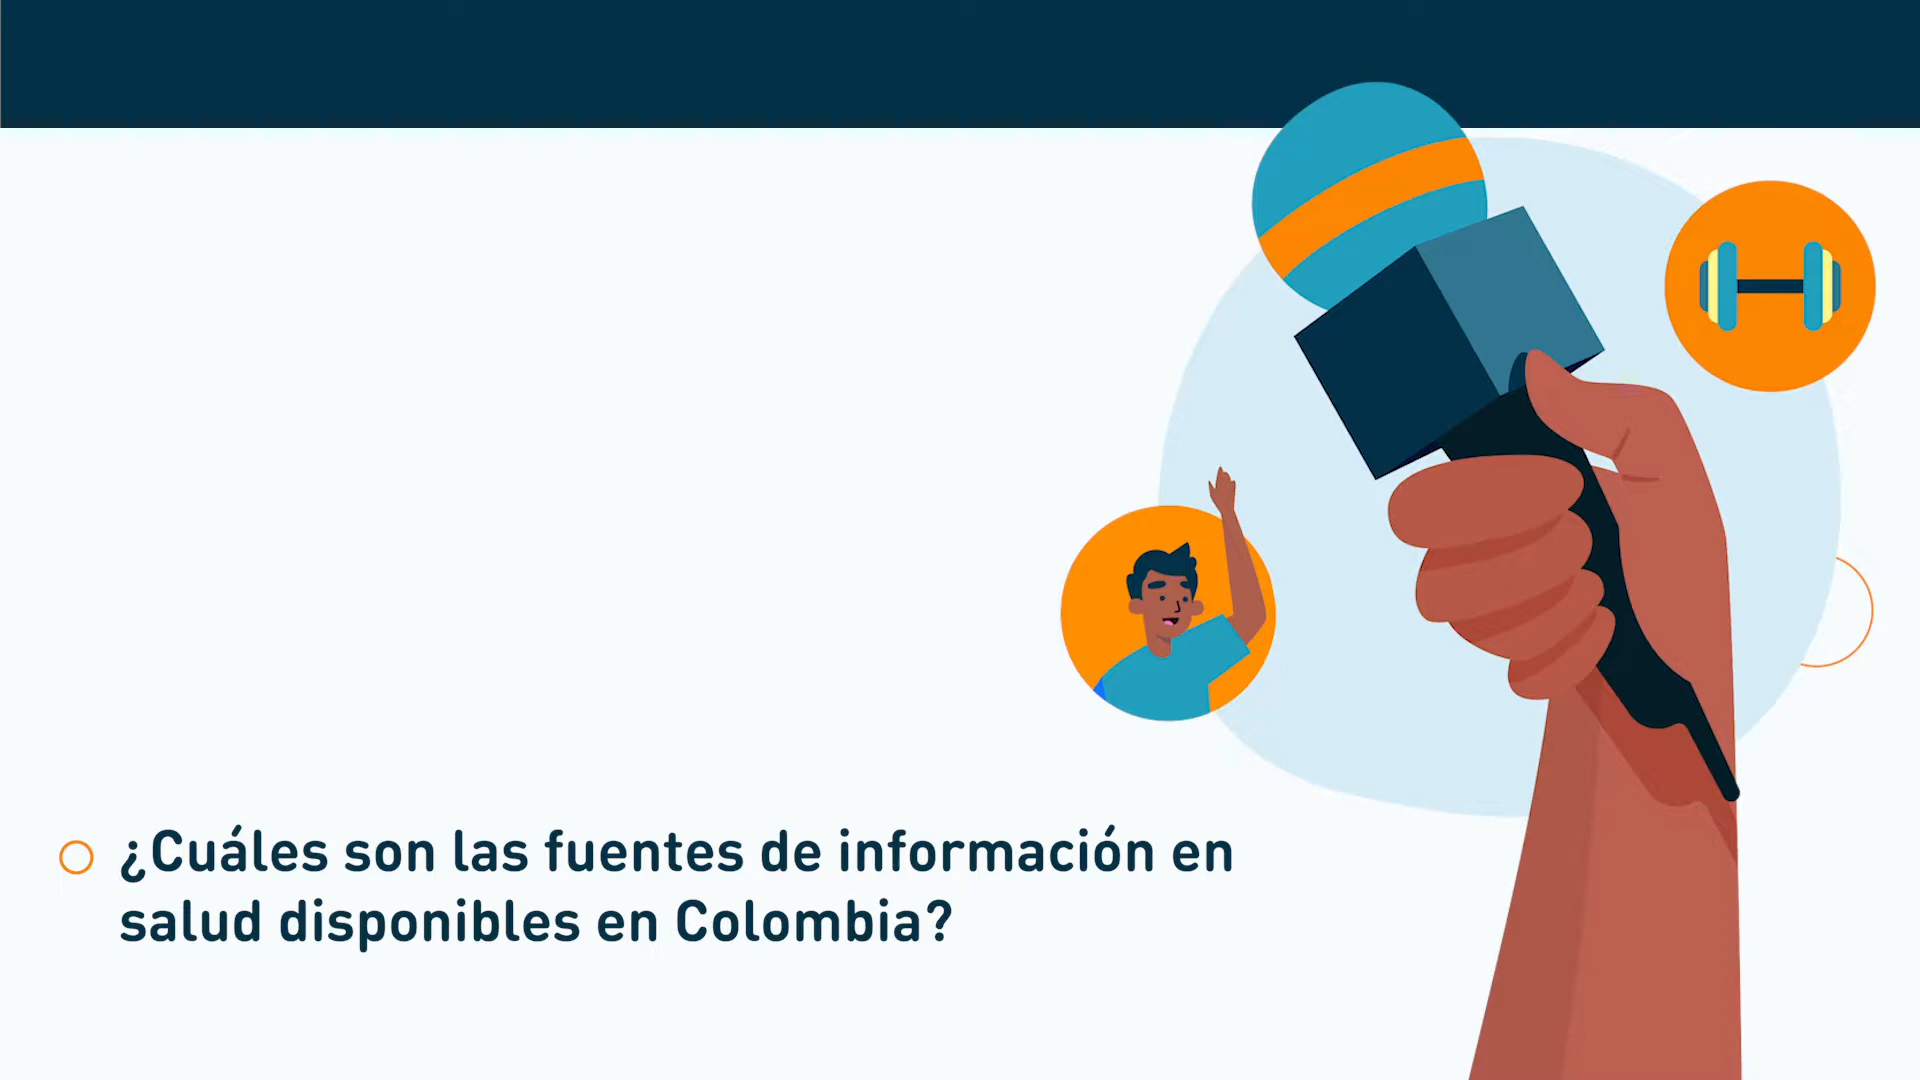 ¿Cuáles son las fuentes de información en
salud disponibles en Colombia?